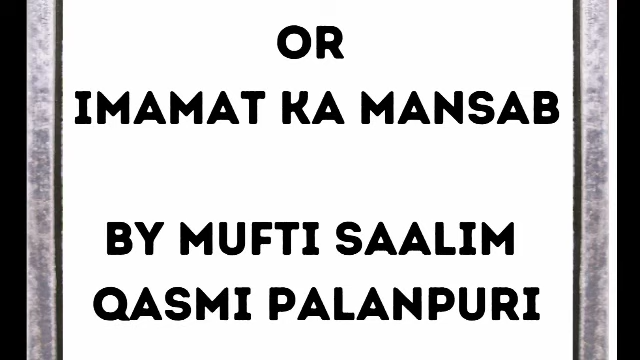 OR
IMAMAT KA MANSAB
BY MUFTI SAALIM
QASMI PALANPURI